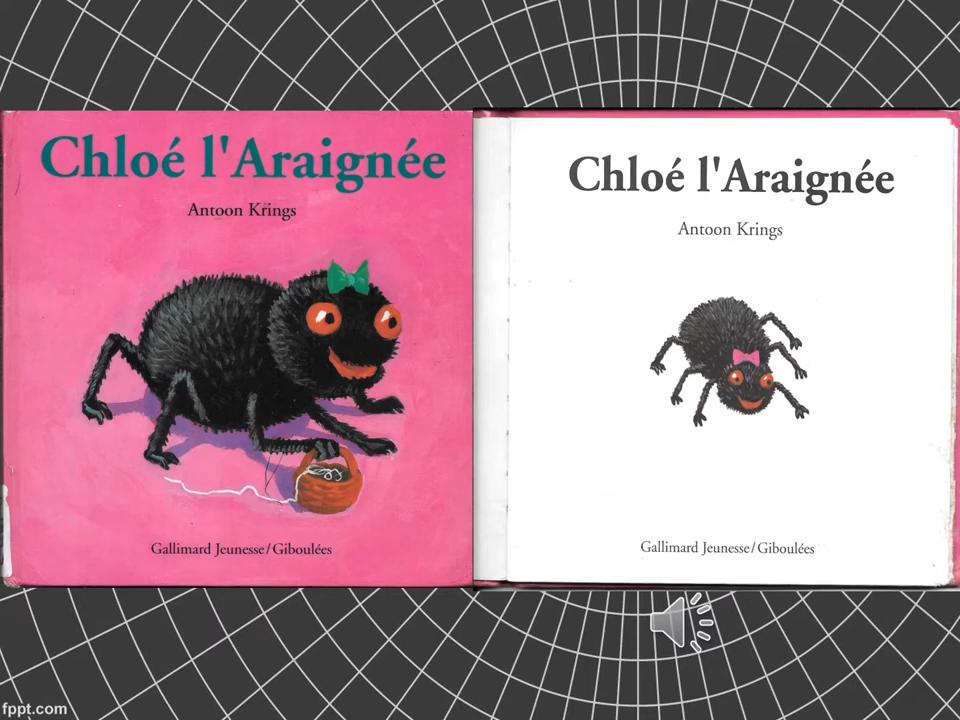 Chloé l'Araignée
Antoon Krings
Gallimard Jeunesse/Giboulées
Chloé l'Araignée
Antoon Krings
Gallimard Jeunesse/Giboulées
fppt.com